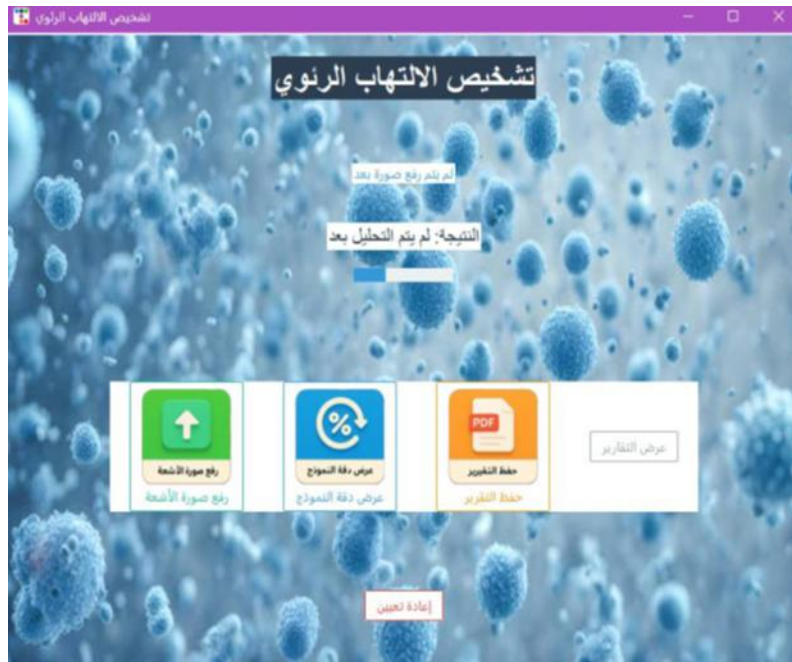 تشخيص الالتهاب الرئوي
تشخيص الالتهاب الرئوي
لم يتم رفع صورة بعد
النتيجة: لم يتم التحليل بعد
عرض التقارير
PDF
حفظ التقرير
حفظ التقرير
%
عرض دقة النموذج
عرض دقة النموذج
رفع صورة الأشعة
رفع صورة الأشعة
إعادة تعيين